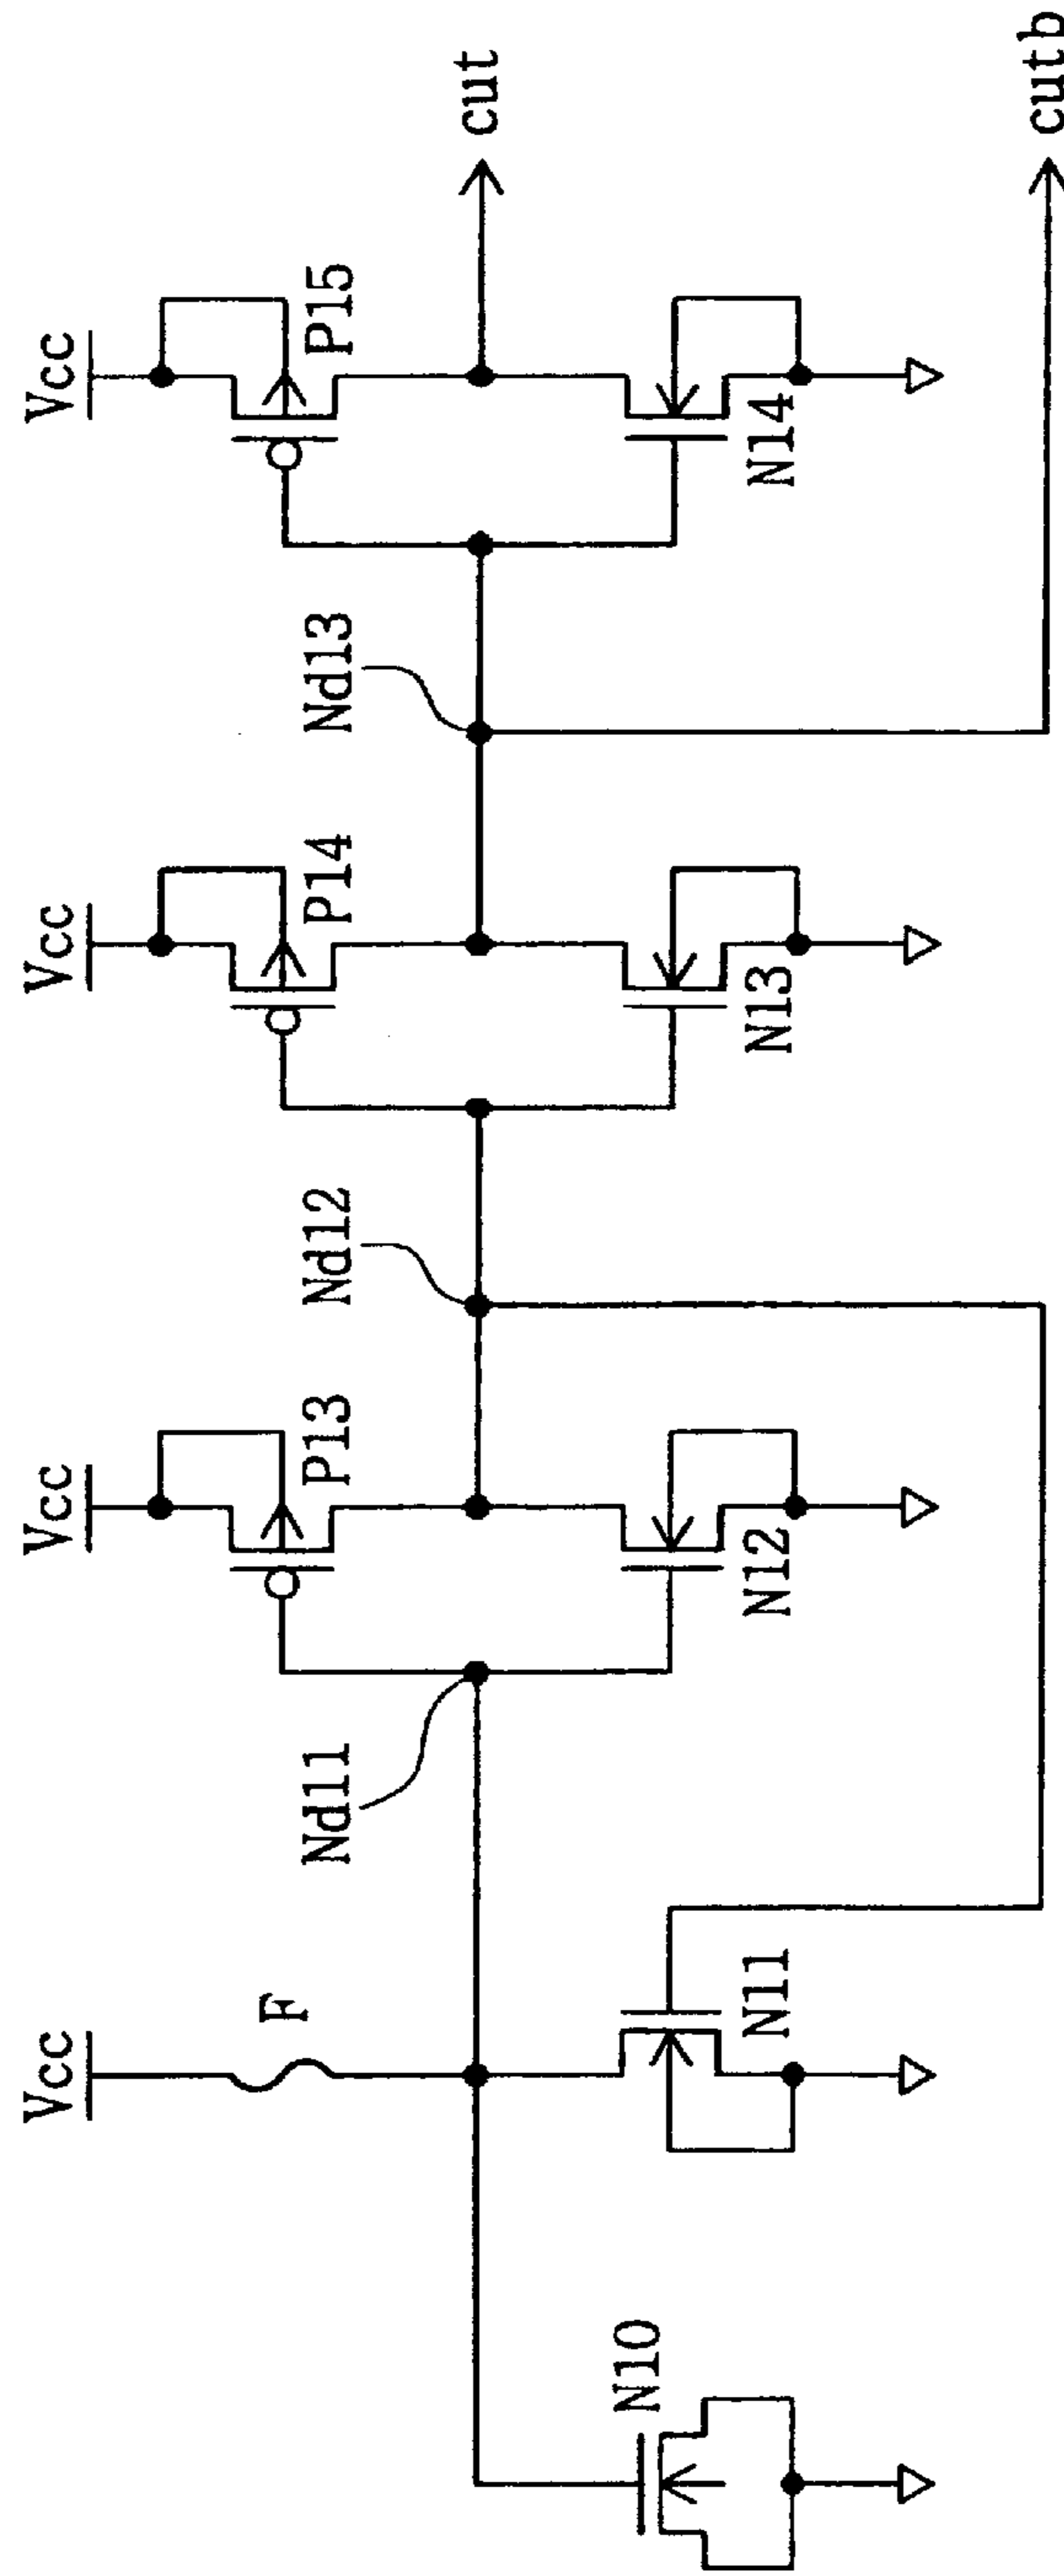 Vcc
Vcc
Vcc
Vcc
F
P13
P14
P15
cut
Nd11
Nd12
Nd13
N10
N11
N12
N13
N14
cutb